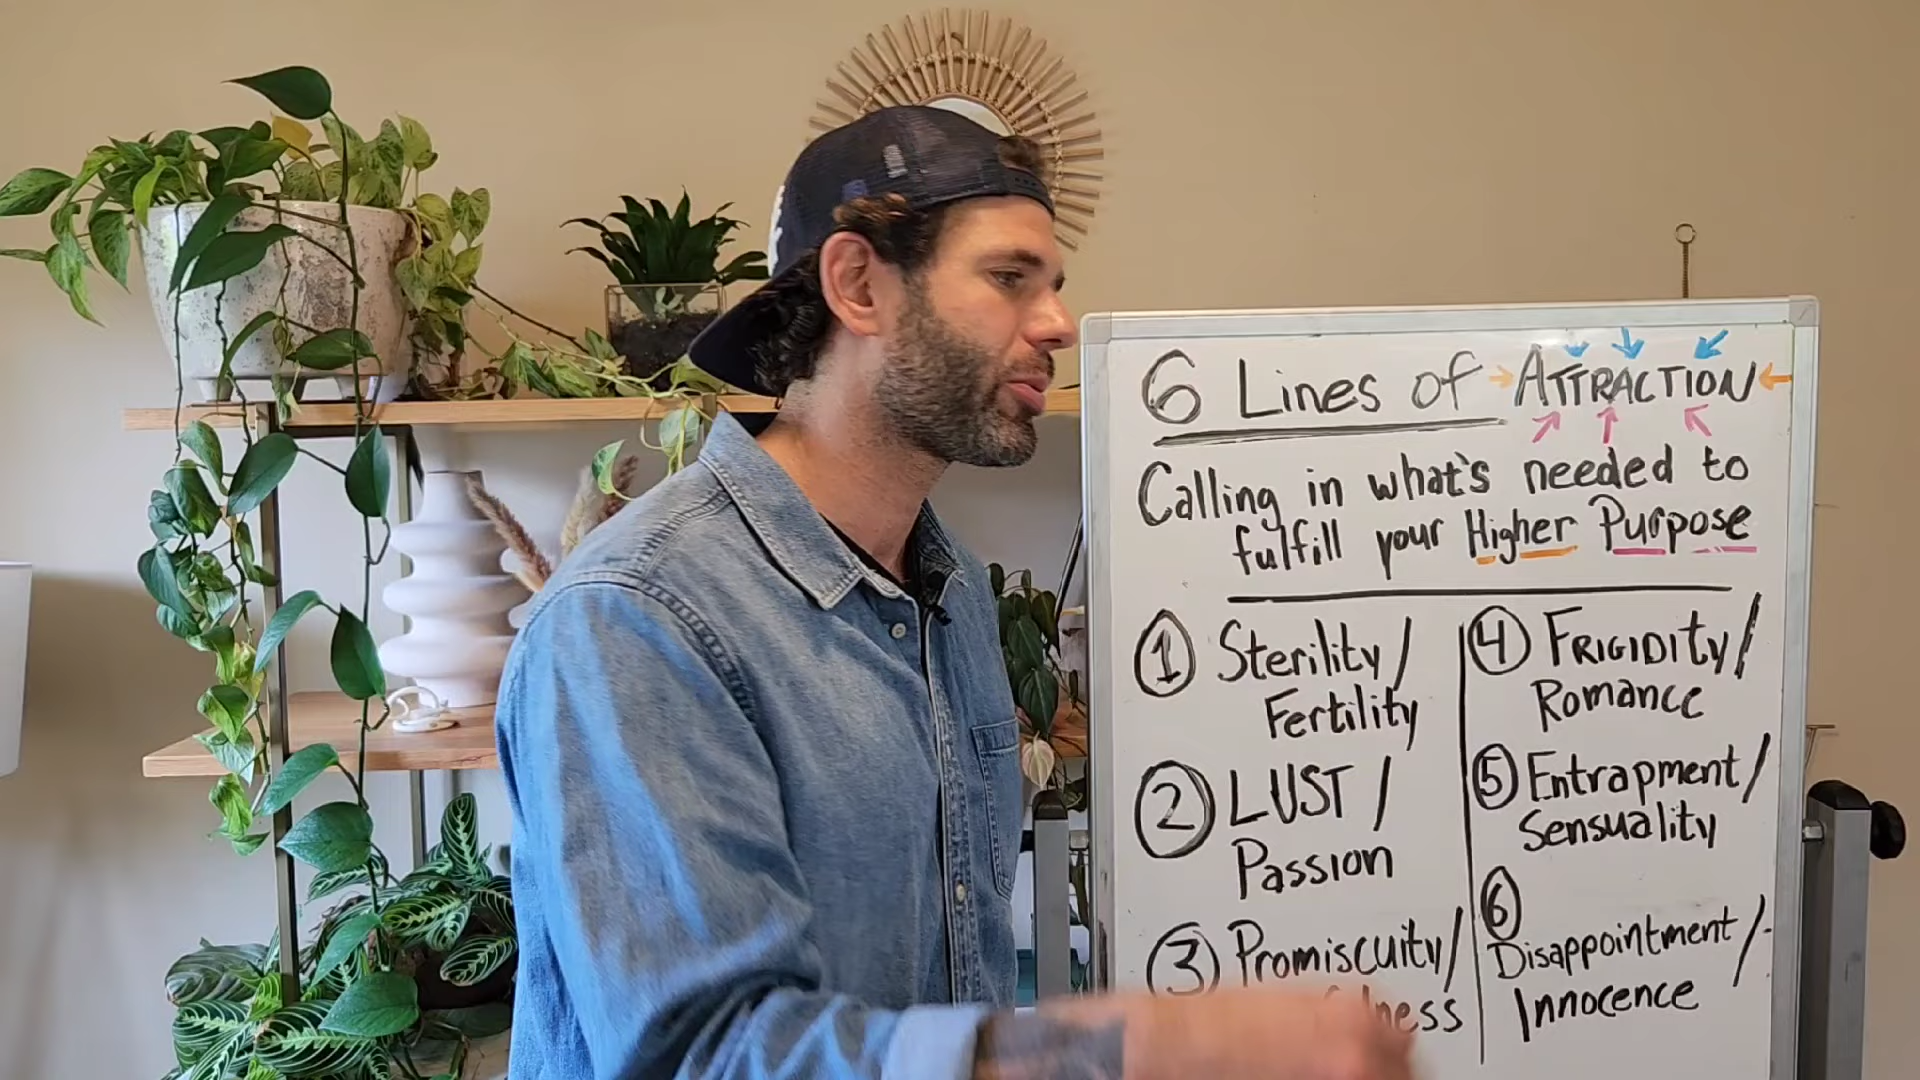 6 Lines of ATTRACTION
Calling in what's needed to
fulfill your Higher Purpose
1 Sterility/
Fertility
2 LUST /
Passion
3 Promiscuity/
4 FRIGIDity/
Romance
5 Entrapment/
Sensuality
6
Disappointment/
Innocence